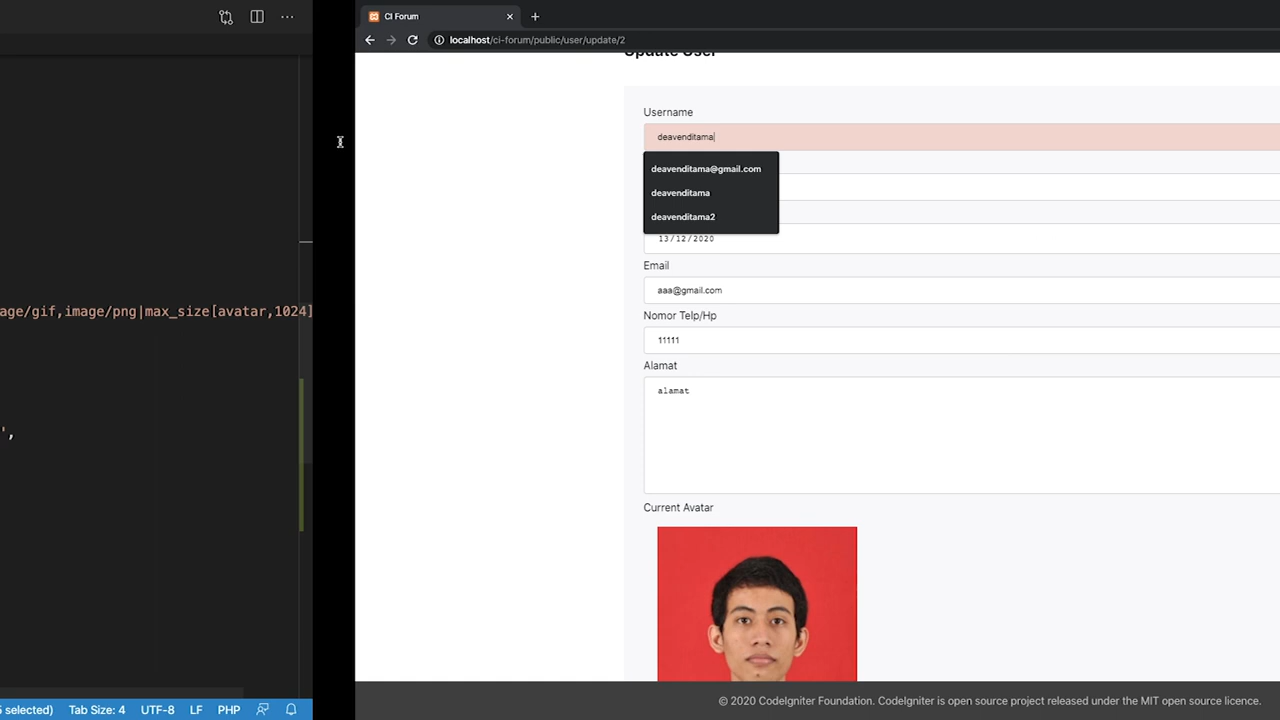 CI Forum
localhost/ci-forum/public/user/update/2
Update User
Username
deavenditama
deavenditama@gmail.com
deavenditama
deavenditama2
13/12/2020
Email
aaa@gmail.com
age/gif,image/png|max_size[avatar,1024]
Nomor Telp/Hp
11111
Alamat
alamat
',
Current Avatar
© 2020 CodeIgniter Foundation. CodeIgniter is open source project released under the MIT open source licence.
selected) Tab Size: 4 UTF-8 LF PHP